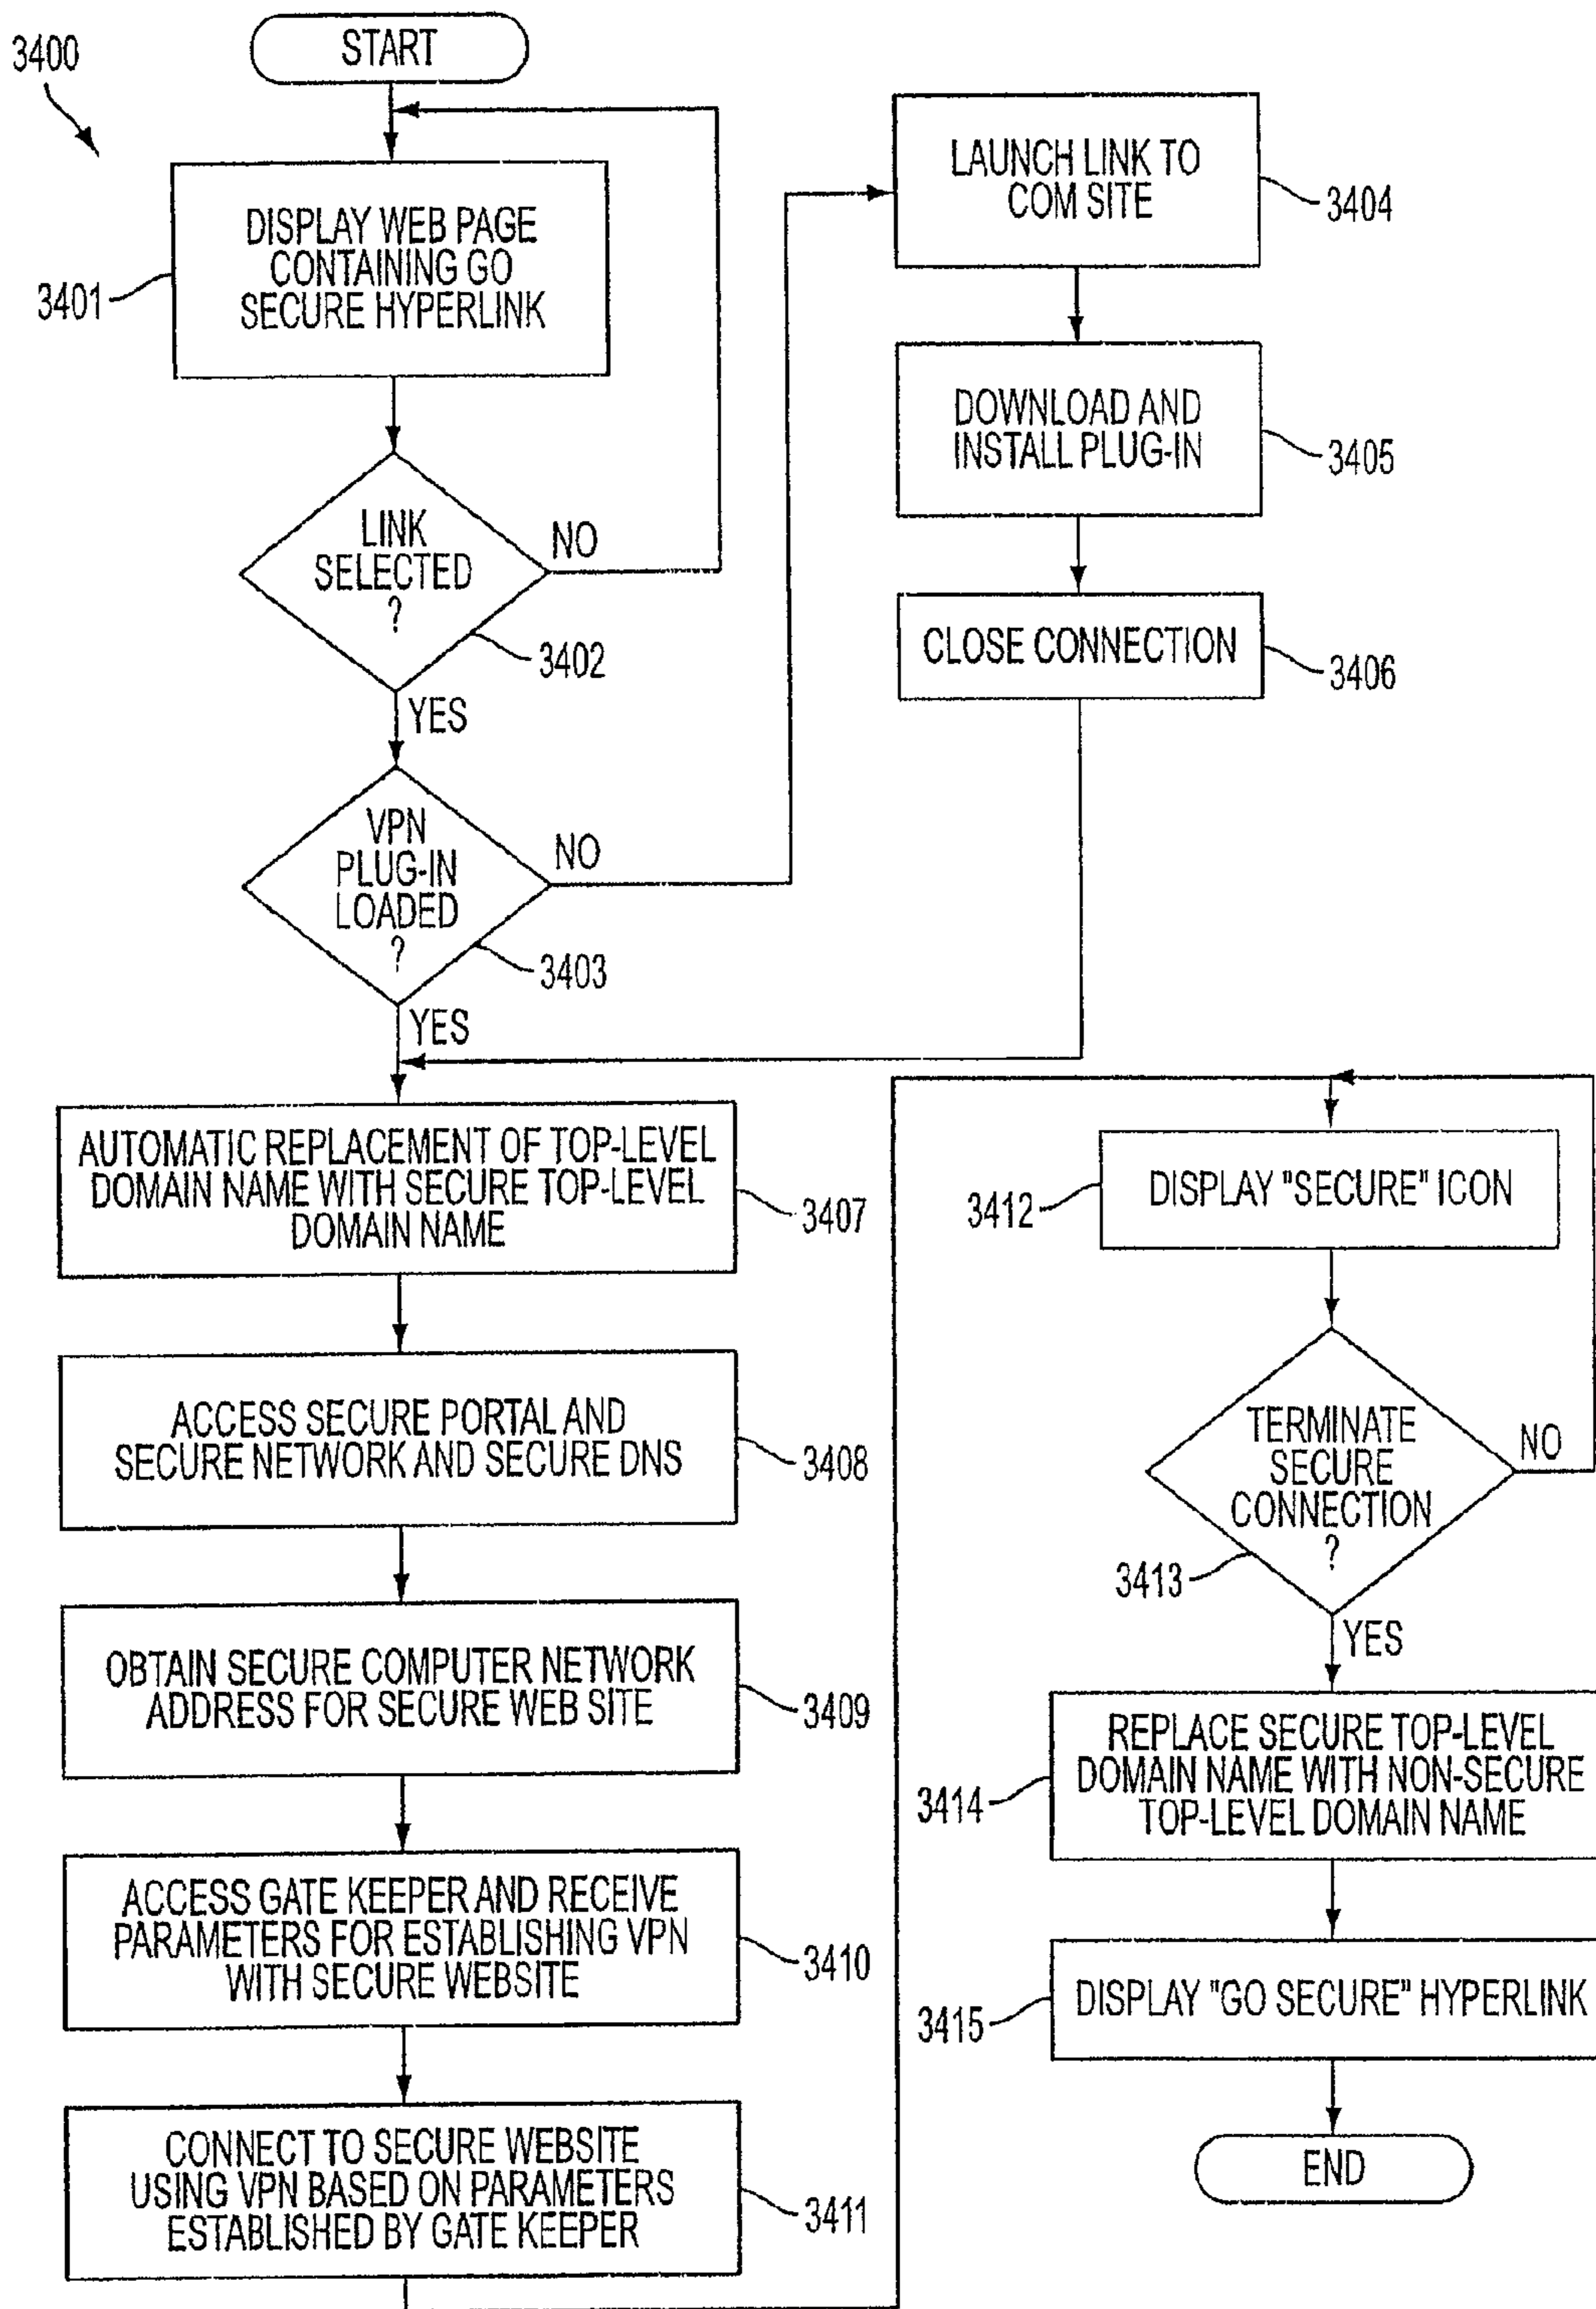 3400
START
DISPLAY WEB PAGE
CONTAINING GO
SECURE HYPERLINK
3401
LINK
SELECTED
?
NO
3402
YES
VPN
PLUG-IN
LOADED
?
NO
3403
YES
LAUNCH LINK TO
COM SITE
3404
DOWNLOAD AND
INSTALL PLUG-IN
3405
CLOSE CONNECTION
3406
AUTOMATIC REPLACEMENT OF TOP-LEVEL
DOMAIN NAME WITH SECURE TOP-LEVEL
DOMAIN NAME
3407
ACCESS SECURE PORTAL AND
SECURE NETWORK AND SECURE DNS
3408
OBTAIN SECURE COMPUTER NETWORK
ADDRESS FOR SECURE WEB SITE
3409
ACCESS GATE KEEPER AND RECEIVE
PARAMETERS FOR ESTABLISHING VPN
WITH SECURE WEBSITE
3410
CONNECT TO SECURE WEBSITE
USING VPN BASED ON PARAMETERS
ESTABLISHED BY GATE KEEPER
3411
DISPLAY "SECURE" ICON
3412
TERMINATE
SECURE
CONNECTION
?
NO
3413
YES
REPLACE SECURE TOP-LEVEL
DOMAIN NAME WITH NON-SECURE
TOP-LEVEL DOMAIN NAME
3414
DISPLAY "GO SECURE" HYPERLINK
3415
END